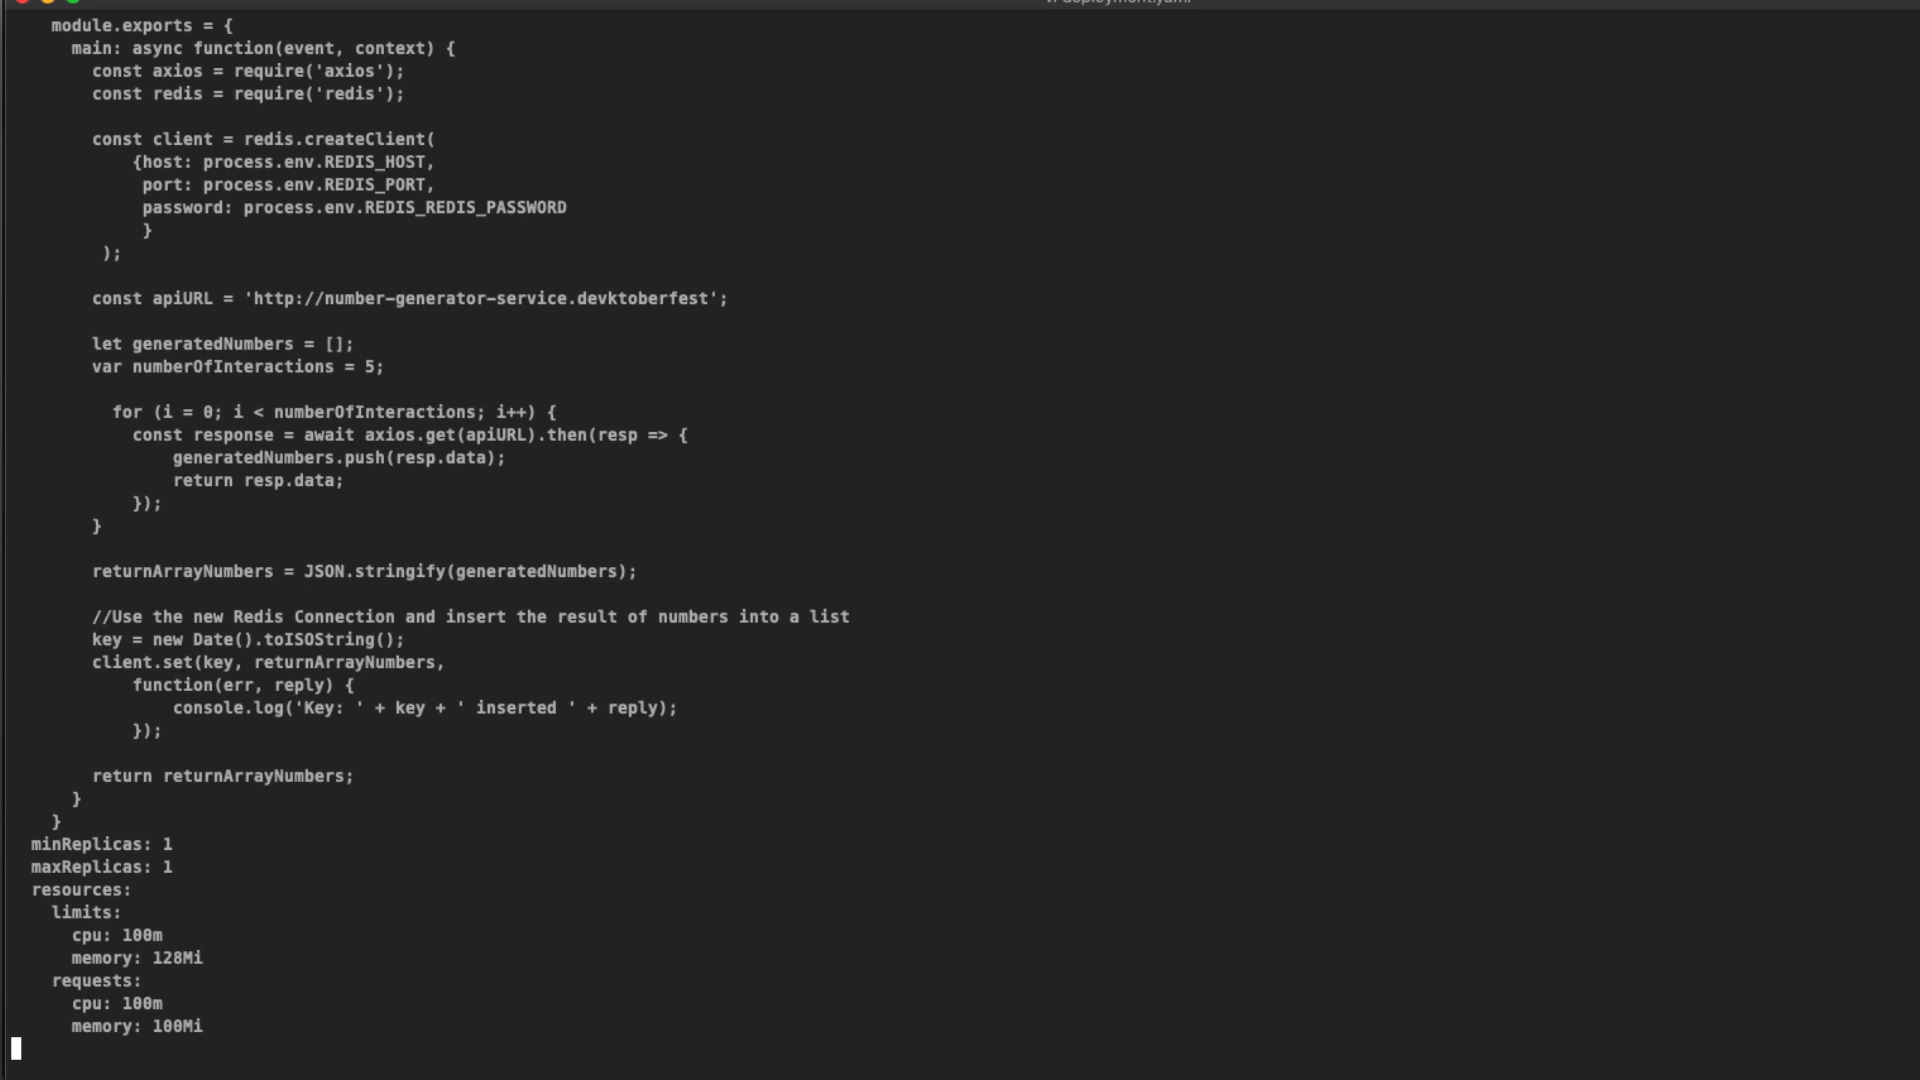 vi deployment.yaml
module.exports = {
main: async function(event, context) {
const axios = require('axios');
const redis = require('redis');
const client = redis.createClient(
{host: process.env.REDIS_HOST,
port: process.env.REDIS_PORT,
password: process.env.REDIS_REDIS_PASSWORD
}
);
const apiURL = 'http://number-generator-service.devktoberfest';
let generatedNumbers = [];
var numberOfInteractions = 5;
for (i = 0; i < numberOfInteractions; i++) {
const response = await axios.get(apiURL).then(resp => {
generatedNumbers.push(resp.data);
return resp.data;
});
}
returnArrayNumbers = JSON.stringify(generatedNumbers);
//Use the new Redis Connection and insert the result of numbers into a list
key = new Date().toISOString();
client.set(key, returnArrayNumbers,
function(err, reply) {
console.log('Key: ' + key + ' inserted ' + reply);
});
return returnArrayNumbers;
}
}
minReplicas: 1
maxReplicas: 1
resources:
limits:
cpu: 100m
memory: 128Mi
requests:
cpu: 100m
memory: 100Mi